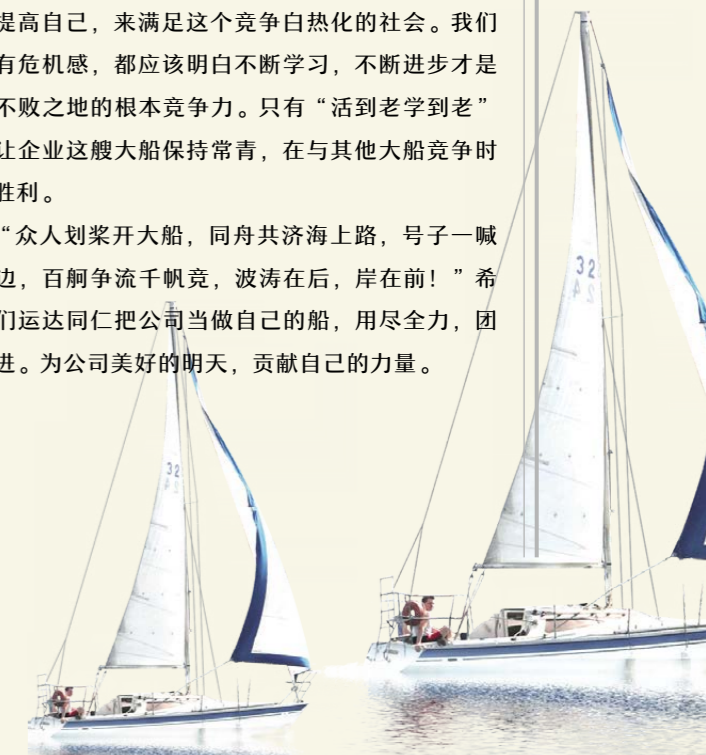 提高自己，来满足这个竞争白热化的社会。我们
有危机感，都应该明白不断学习，不断进步才是
不败之地的根本竞争力。只有“活到老学到老”
让企业这艘大船保持常青，在与其他大船竞争时
胜利。
“众人划桨开大船，同舟共济海上路，号子一喊
边，百舸争流千帆竞，波涛在后，岸在前！”希
们运达同仁把公司当做自己的船，用尽全力，团
进。为公司美好的明天，贡献自己的力量。
32
32